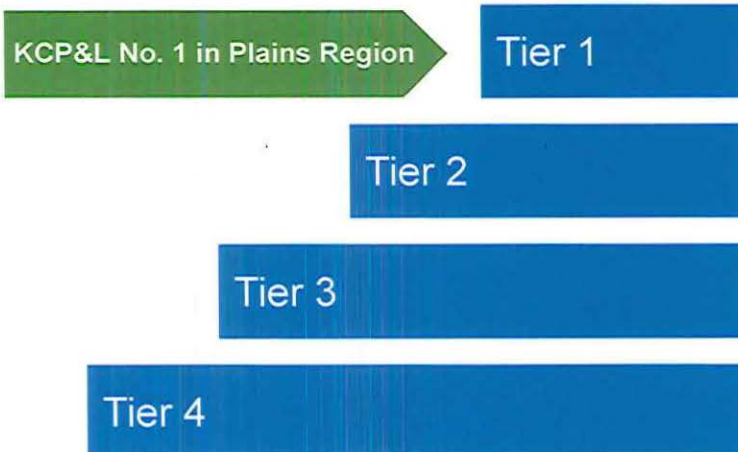 KCP&L No. 1 in Plains Region
Tier 1
Tier 2
Tier 3
Tier 4